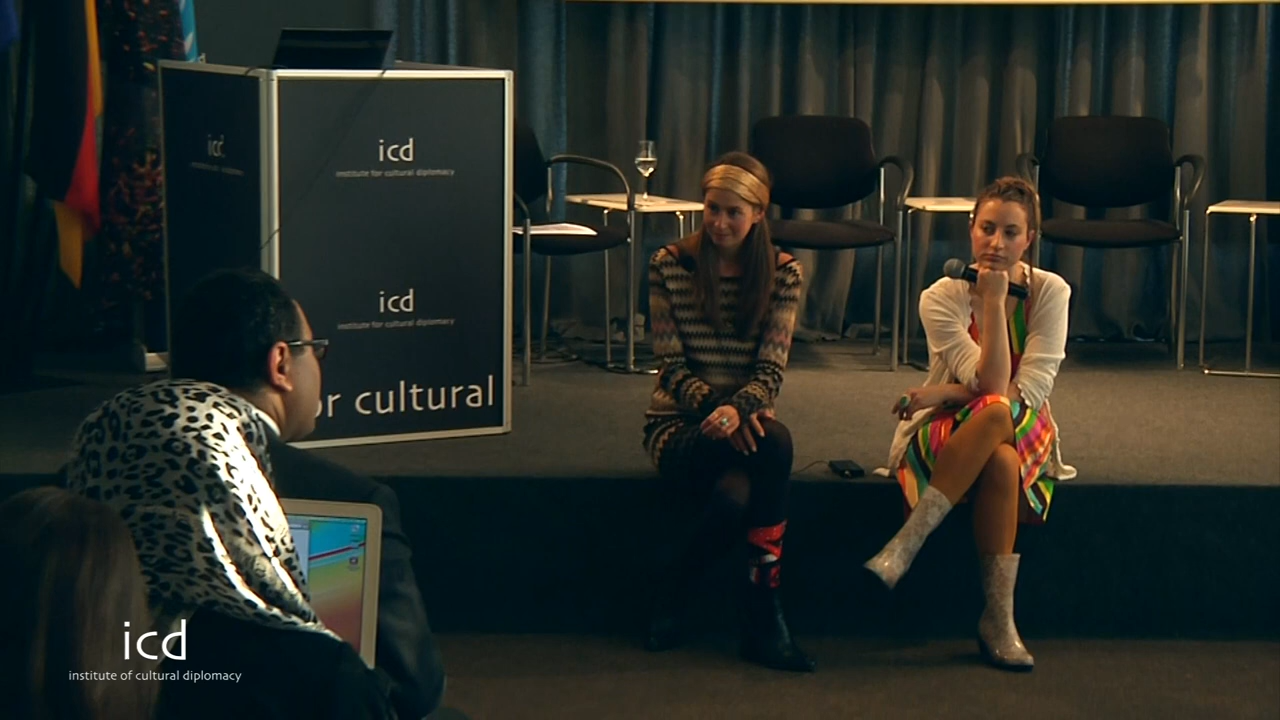 icd
icd
institute for cultural diplomacy
icd
institute for cultural diplomacy
or cultural
icd
institute of cultural diplomacy